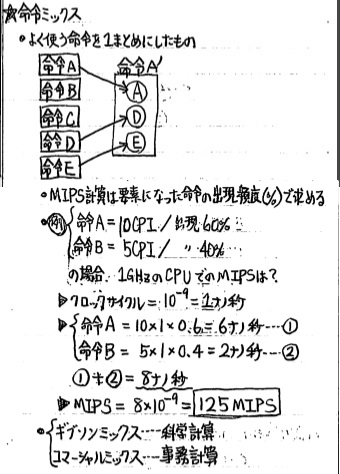 ★命令ミックス
• よく使う命令を1まとめにしたもの
命令A 命令A'
命令B A
命令C
命令D D
命令E E
• MIPS計算は要素になった命令の出現頻度(%)で求める
• 例 命令A = 10CPI / 出現60%
命令B = 5CPI / 〃 40%
の場合、1GHzのCPUでのMIPSは?
▷クロックサイクル = 10⁻⁹ = 1ナノ秒
▷ 命令A = 10×1×0.6 = 6ナノ秒…①
命令B = 5×1×0.4 = 2ナノ秒…②
①+② = 8ナノ秒
▷ MIPS = 8×10⁻⁹ = 125MIPS
• ギブソンミックス……科学計算
コマーシャルミックス……事務計算